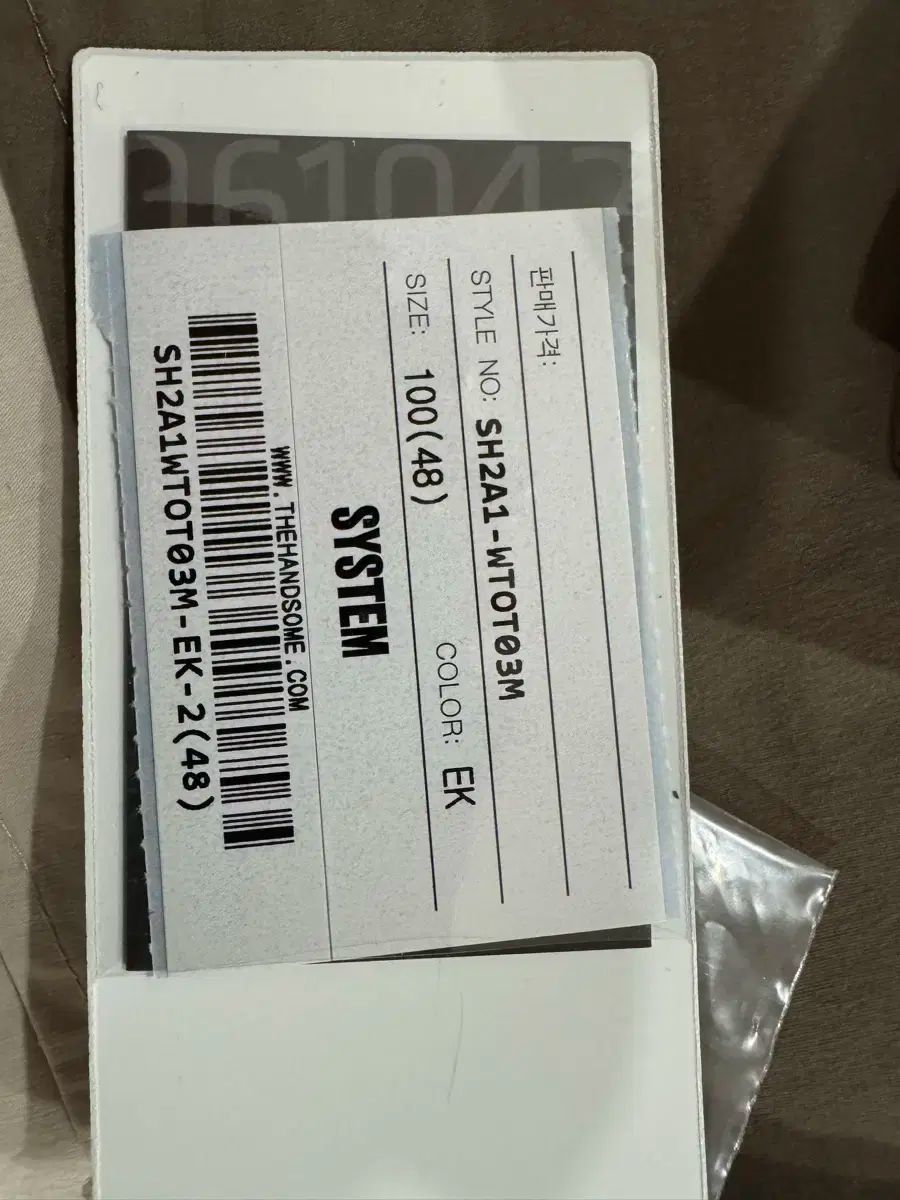 961042
판매가격:
STYLE NO: SH2A1-WTOT03M
SIZE: 100(48) COLOR: EK
SYSTEM
WWW.THEHANDSOME.COM
SH2A1WTOT03M-EK-2(48)